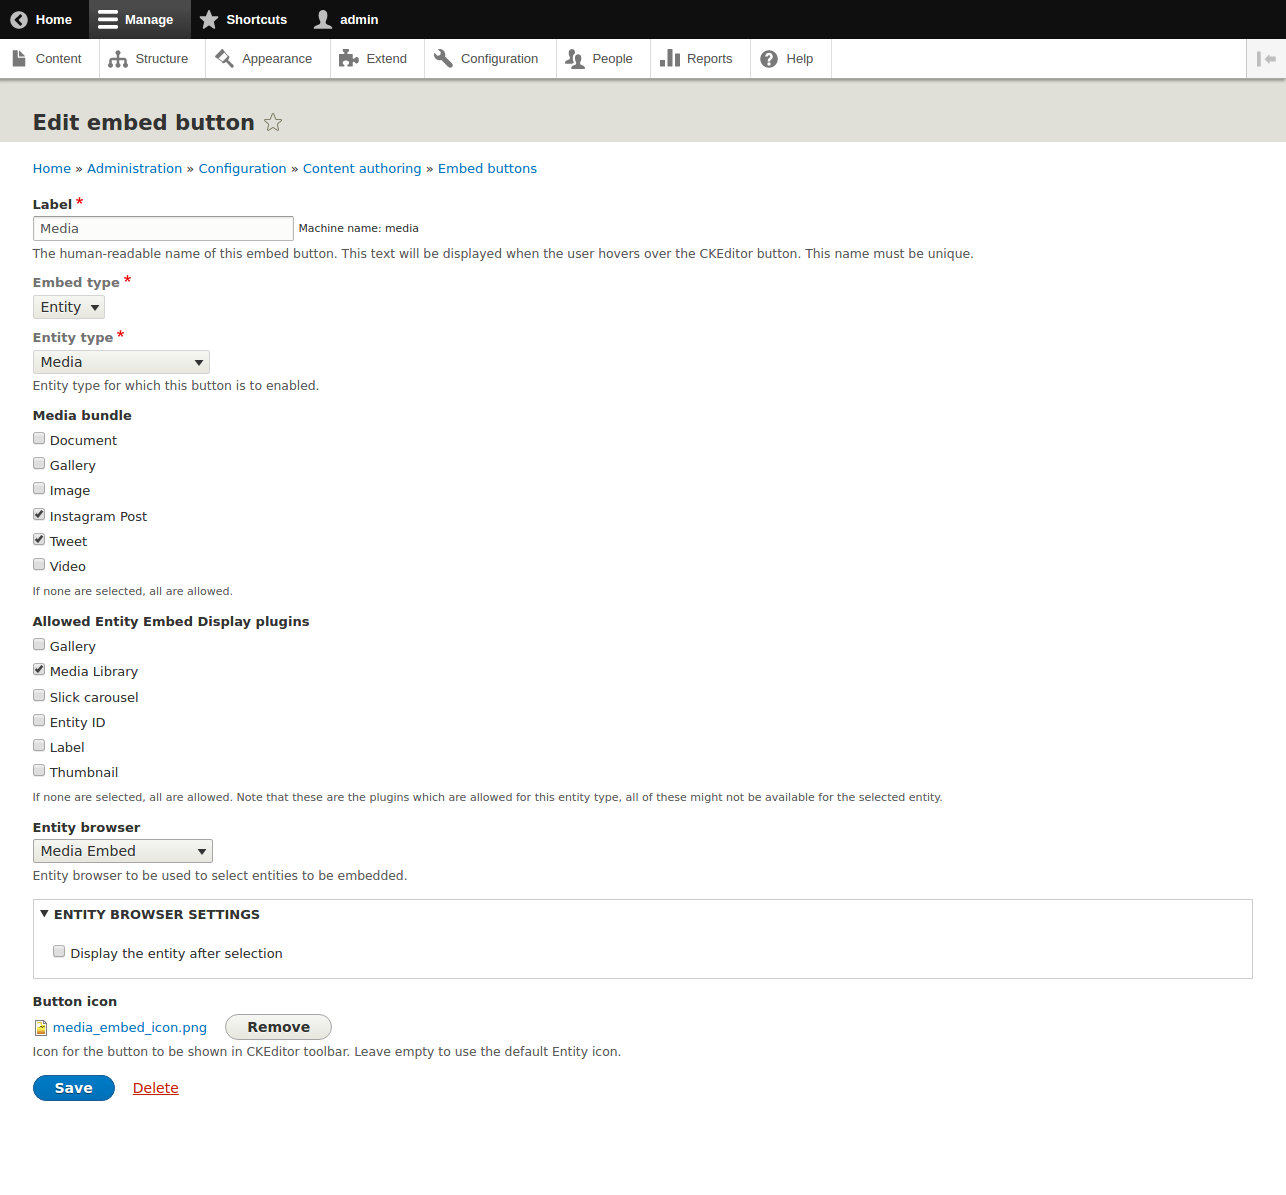 Home Manage Shortcuts admin
Content Structure Appearance Extend Configuration People Reports Help
Edit embed button
Home » Administration » Configuration » Content authoring » Embed buttons
Label *
Media Machine name: media
The human-readable name of this embed button. This text will be displayed when the user hovers over the CKEditor button. This name must be unique.
Embed type *
Entity
Entity type *
Media
Entity type for which this button is to enabled.
Media bundle
Document
Gallery
Image
Instagram Post
Tweet
Video
If none are selected, all are allowed.
Allowed Entity Embed Display plugins
Gallery
Media Library
Slick carousel
Entity ID
Label
Thumbnail
If none are selected, all are allowed. Note that these are the plugins which are allowed for this entity type, all of these might not be available for the selected entity.
Entity browser
Media Embed
Entity browser to be used to select entities to be embedded.
ENTITY BROWSER SETTINGS
Display the entity after selection
Button icon
media_embed_icon.png Remove
Icon for the button to be shown in CKEditor toolbar. Leave empty to use the default Entity icon.
Save Delete